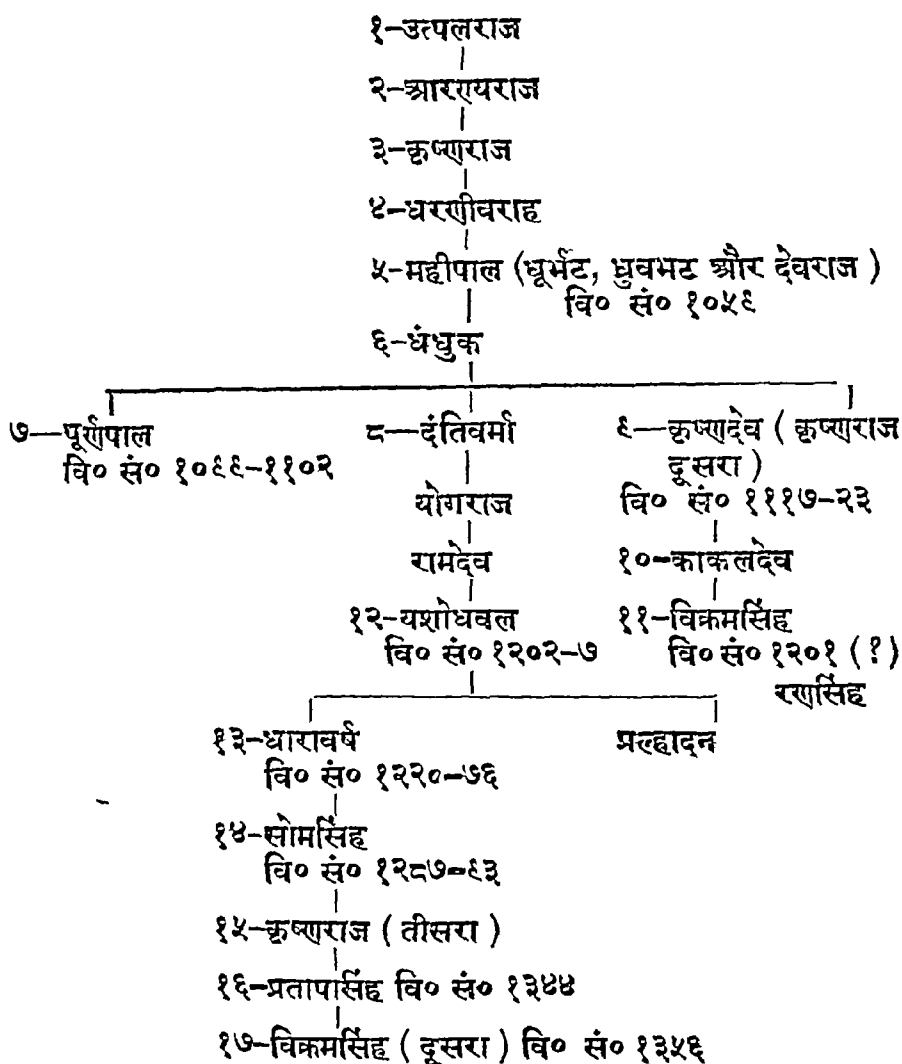 १-उत्पलराज
२-आरण्यराज
३-कृष्णराज
४-धरणीवराह
५-महीपाल (धूर्भट, ध्रुवभट और देवराज )
वि० सं० १०५९
६-धंधुक
७—पूर्णपाल
वि० सं० १०९९-११०२
८—दंतिवर्मा
योगराज
रामदेव
१२-यशोधवल
वि० सं० १२०२-७
९—कृष्णदेव ( कृष्णराज
दूसरा )
वि० सं० १११७-२३
१०-काकलदेव
११-विक्रमसिंह
वि० सं० १२०१ (?)
रणसिंह
१३-धारावर्ष
वि० सं० १२२०-७६
प्रल्हादन
१४-सोमसिंह
वि० सं० १२८७-९३
१५-कृष्णराज ( तीसरा )
१६-प्रतापसिंह वि० सं० १३४४
१७-विक्रमसिंह ( दूसरा ) वि० सं० १३५६